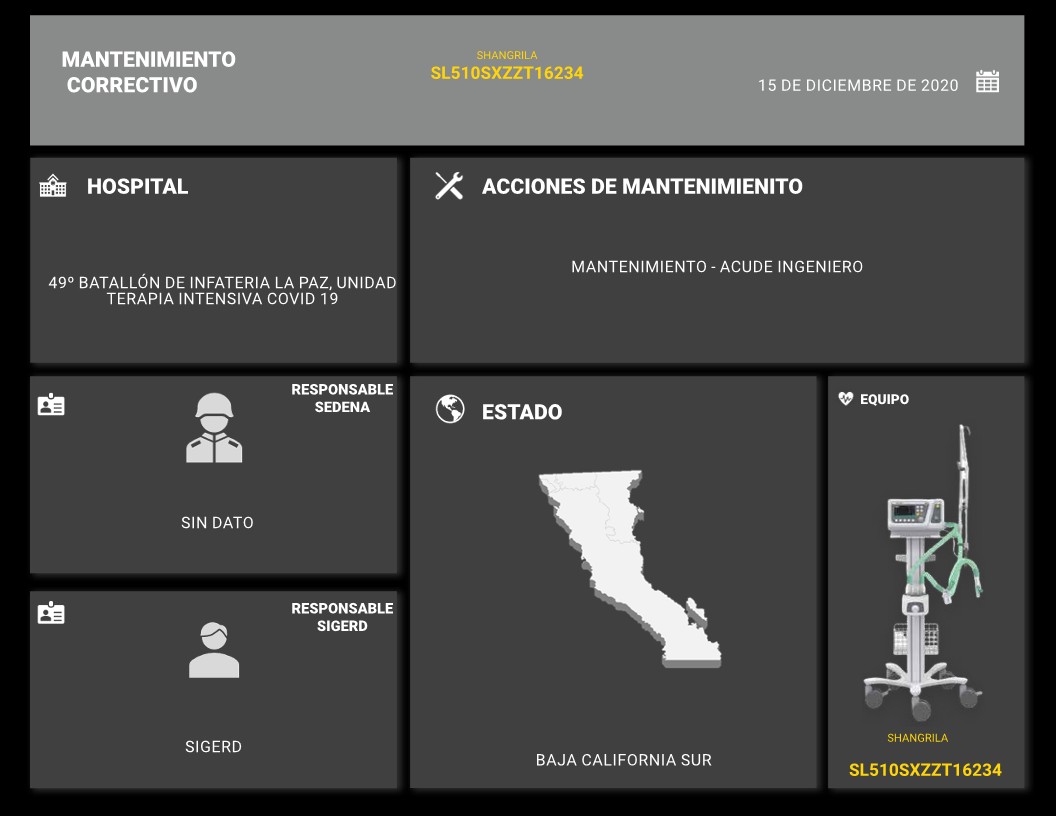 MANTENIMIENTO
CORRECTIVO
SHANGRILA
SL510SXZZT16234
15 DE DICIEMBRE DE 2020
HOSPITAL
49º BATALLÓN DE INFATERIA LA PAZ, UNIDAD
TERAPIA INTENSIVA COVID 19
ACCIONES DE MANTENIMIENITO
MANTENIMIENTO - ACUDE INGENIERO
RESPONSABLE
SEDENA
SIN DATO
RESPONSABLE
SIGERD
SIGERD
ESTADO
BAJA CALIFORNIA SUR
EQUIPO
SHANGRILA
SL510SXZZT16234